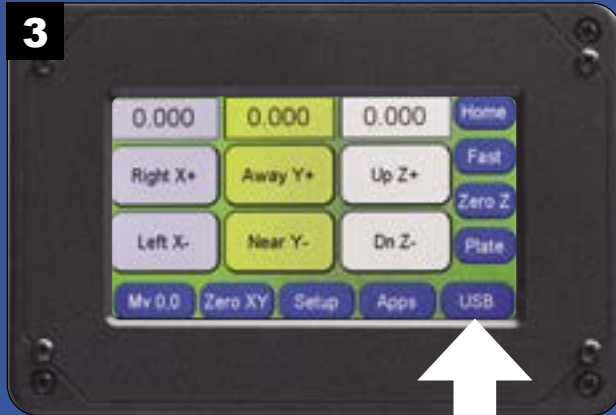 3
0.000 0.000 0.000 Home
Fast
Right X+ Away Y+ Up Z+
Zero Z
Left X- Near Y- Dn Z- Plate
Mv 0,0 Zero XY Setup Apps USB